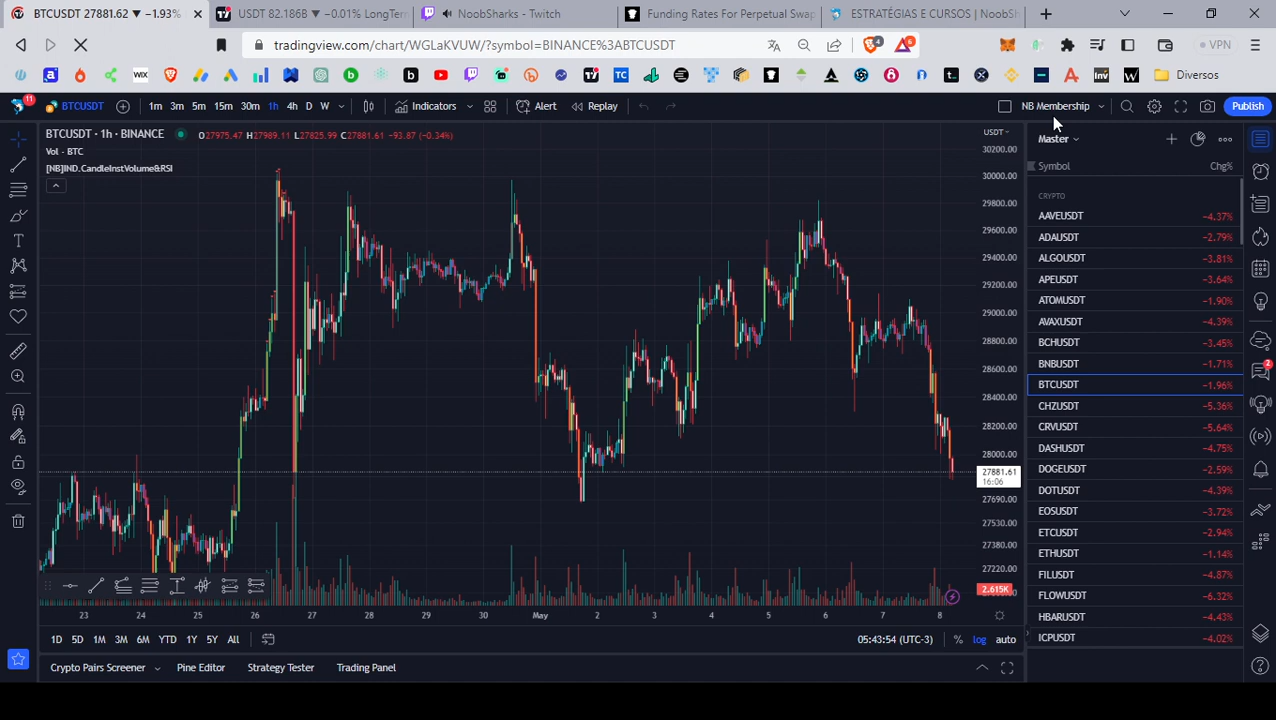 BTCUSDT 27881.62 ▼ −1.93%
USDT 82.186B ▼ −0.01% LongTerm
NoobSharks - Twitch
Funding Rates For Perpetual Swap
ESTRATÉGIAS E CURSOS | NoobSh
tradingview.com/chart/WGLaKVUW/?symbol=BINANCE%3ABTCUSDT
4
6
VPN
WIX
Inv
Diversos
11
BTCUSDT
1m 3m 5m 15m 30m 1h 4h D W
Indicators
Alert
Replay
NB Membership
Publish
BTCUSDT · 1h · BINANCE
O27975.47 H27989.11 L27825.99 C27881.61 −93.87 (−0.34%)
Vol · BTC
[NB]IND.CandleInstVolume&RSI
USDT
30200.00
30000.00
29800.00
29600.00
29400.00
29200.00
29000.00
28800.00
28600.00
28400.00
28200.00
28000.00
27881.61
16:06
27690.00
27530.00
27380.00
27220.00
2.615K
23 24 25 26 27 28 29 30 May 2 3 4 5 6 7 8
1D 5D 1M 3M 6M YTD 1Y 5Y All
05:43:54 (UTC-3)
% log auto
Crypto Pairs Screener
Pine Editor
Strategy Tester
Trading Panel
Master
Symbol Chg%
CRYPTO
AAVEUSDT −4.37%
ADAUSDT −2.79%
ALGOUSDT −3.81%
APEUSDT −3.64%
ATOMUSDT −1.90%
AVAXUSDT −4.39%
BCHUSDT −3.45%
BNBUSDT −1.71%
BTCUSDT −1.96%
CHZUSDT −5.36%
CRVUSDT −5.64%
DASHUSDT −4.75%
DOGEUSDT −2.59%
DOTUSDT −4.91%
EOSUSDT −3.72%
ETCUSDT −2.94%
ETHUSDT −1.14%
FILUSDT −4.87%
FLOWUSDT −6.32%
HBARUSDT −4.43%
ICPUSDT −4.02%
2